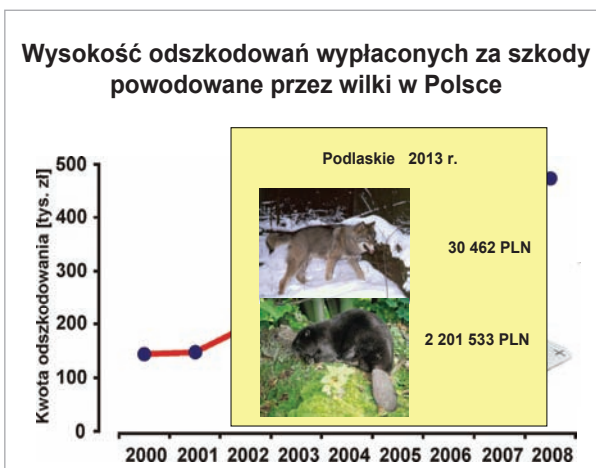 Wysokość odszkodowań wypłaconych za szkody
powodowane przez wilki w Polsce
Kwota odszkodowania [tys. zł]
500
400
300
200
100
0
Podlaskie 2013 r.
30 462 PLN
2 201 533 PLN
2000 2001 2002 2003 2004 2005 2006 2007 2008